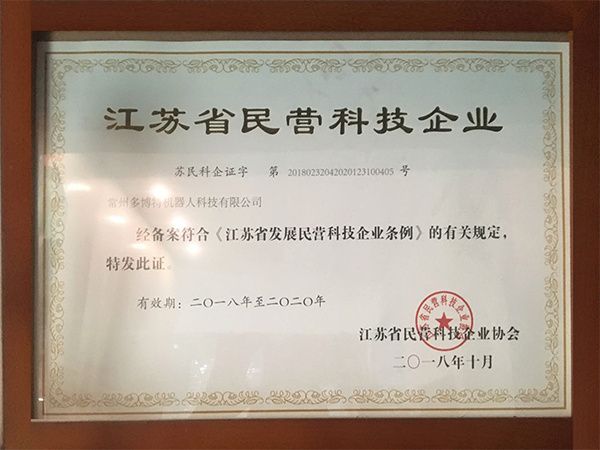 江苏省民营科技企业
苏民科企证字 第 20180232042020123100405 号
常州多博特机器人科技有限公司
经备案符合《江苏省发展民营科技企业条例》的有关规定，
特发此证。
有效期：二〇一八年至二〇二〇年
江苏省民营科技企业协会
二〇一八年十月